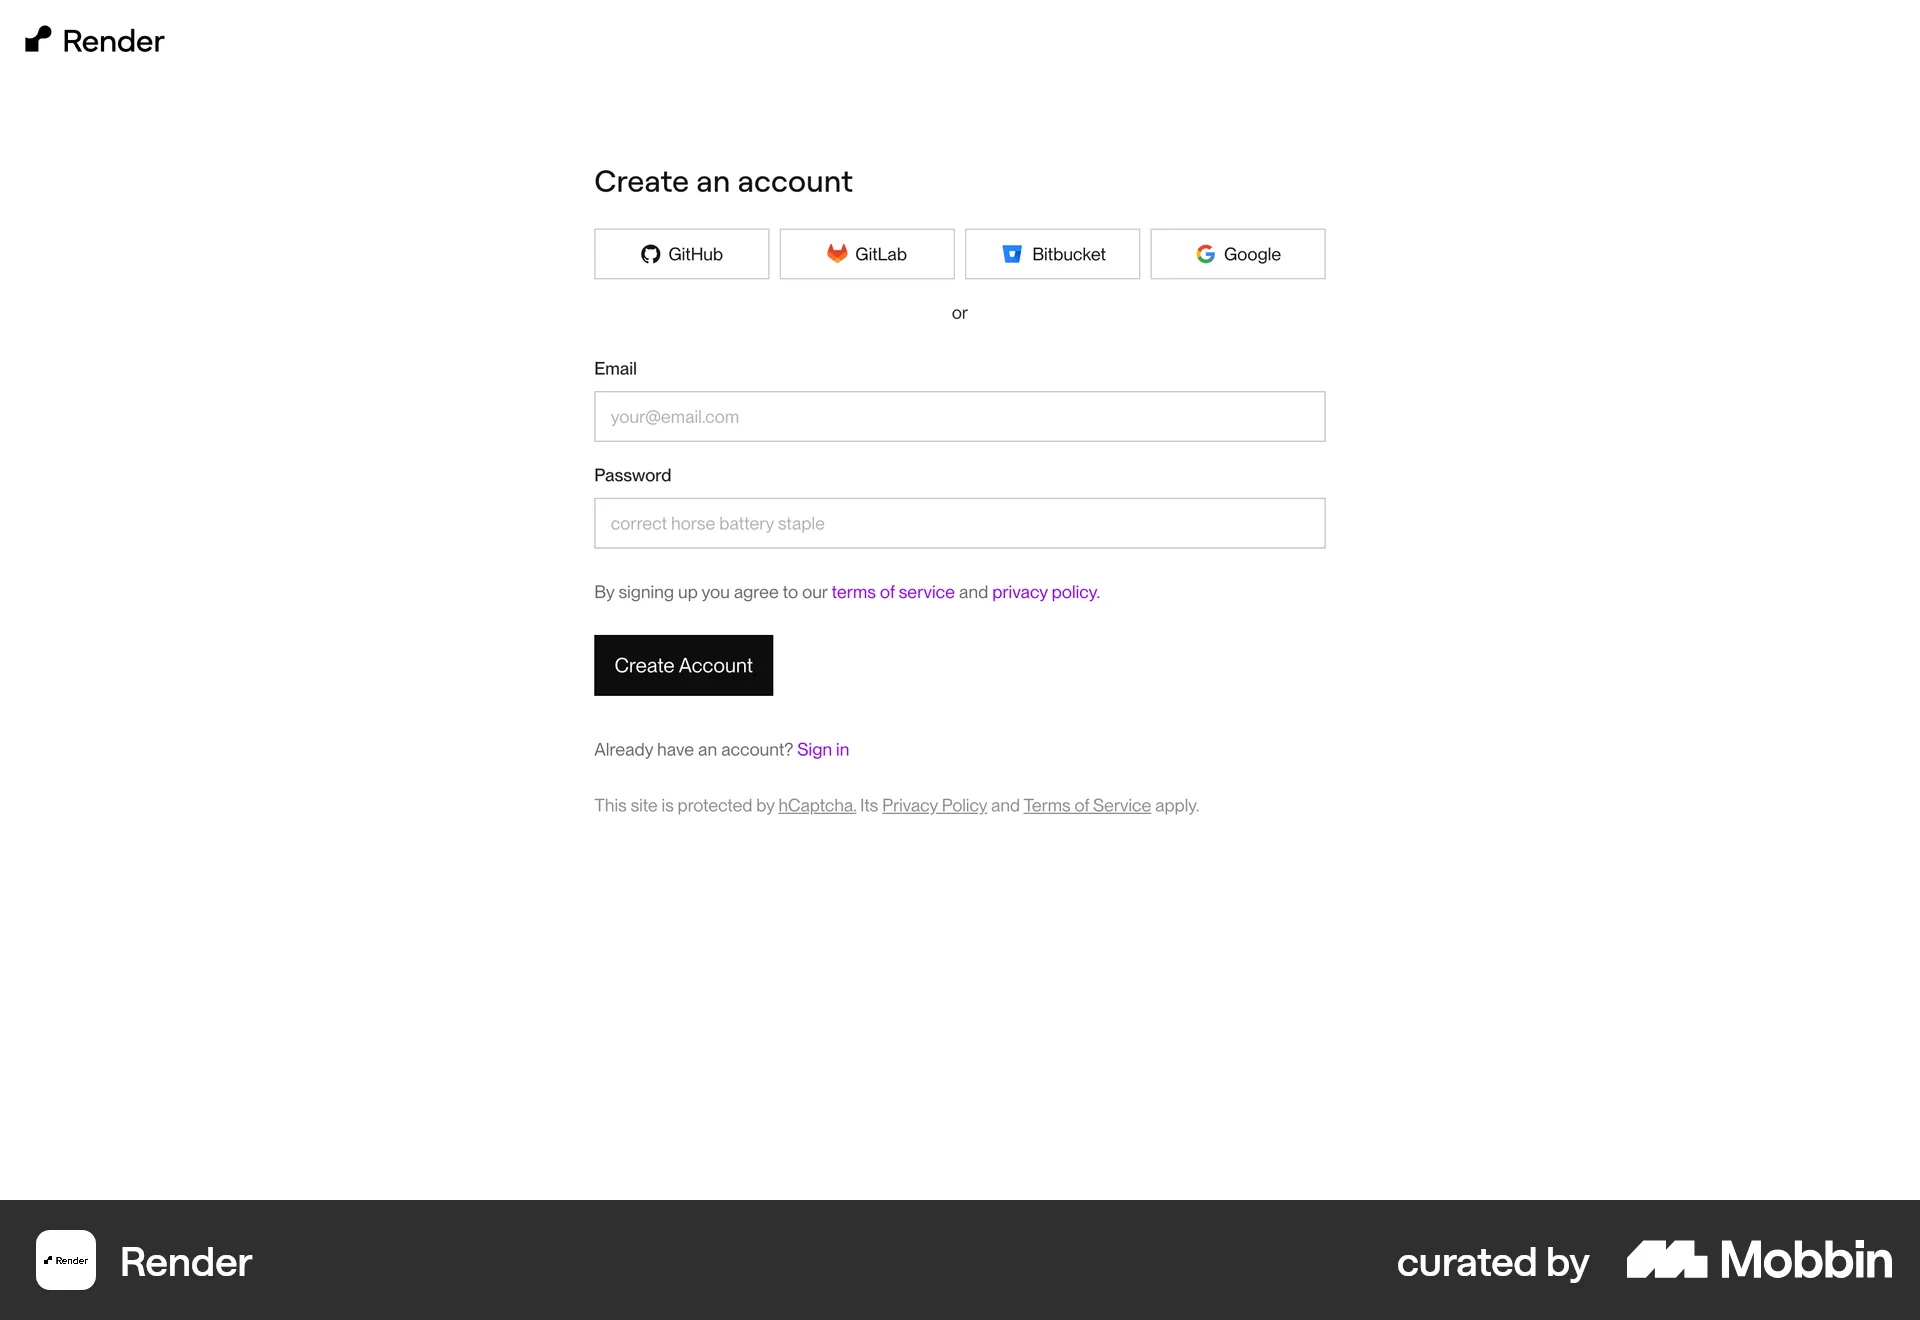 Render
Create an account
GitHub GitLab Bitbucket Google
or
Email
your@email.com
Password
correct horse battery staple
By signing up you agree to our terms of service and privacy policy.
Create Account
Already have an account? Sign in
This site is protected by hCaptcha. Its Privacy Policy and Terms of Service apply.
Render Render curated by Mobbin